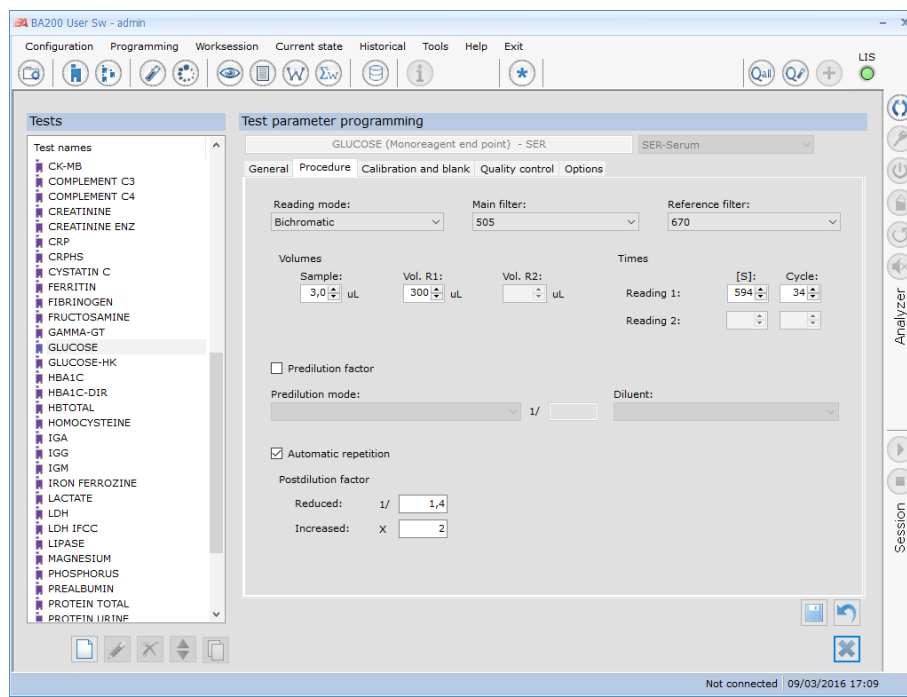 BA200 User Sw - admin
Configuration Programming Worksession Current state Historical Tools Help Exit
LIS
Qall
W
Σw
Tests
Test names
CK-MB
COMPLEMENT C3
COMPLEMENT C4
CREATININE
CREATININE ENZ
CRP
CRPHS
CYSTATIN C
FERRITIN
FIBRINOGEN
FRUCTOSAMINE
GAMMA-GT
GLUCOSE
GLUCOSE-HK
HBA1C
HBA1C-DIR
HBTOTAL
HOMOCYSTEINE
IGA
IGG
IGM
IRON FERROZINE
LACTATE
LDH
LDH IFCC
LIPASE
MAGNESIUM
PHOSPHORUS
PREALBUMIN
PROTEIN TOTAL
PROTEIN URINE
Test parameter programming
GLUCOSE (Monoreagent end point) - SER SER-Serum
General Procedure Calibration and blank Quality control Options
Reading mode: Main filter: Reference filter:
Bichromatic 505 670
Volumes Times
Sample: Vol. R1: Vol. R2: [S]: Cycle:
3,0 uL 300 uL uL Reading 1: 594 34
Reading 2:
Predilution factor
Predilution mode: Diluent:
1/
Automatic repetition
Postdilution factor
Reduced: 1/ 1,4
Increased: X 2
Analyzer
Session
Not connected 09/03/2016 17:09